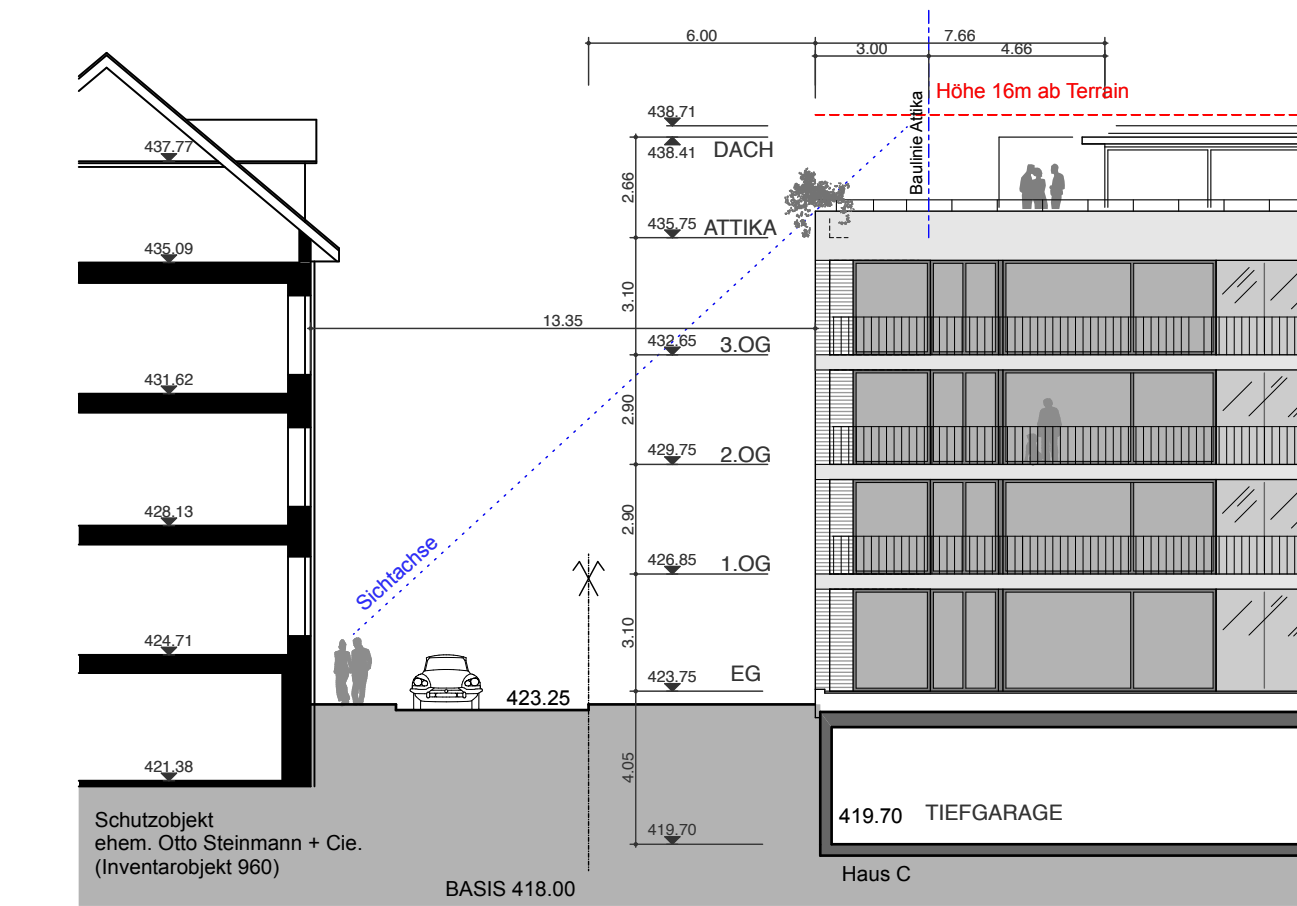 6.00
7.66
3.00
4.66
Höhe 16m ab Terrain
Baulinie Attika
438.71
438.41
DACH
437.77
2.66
435.75
ATTIKA
435.09
3.10
13.35
432.65
3.OG
431.62
2.90
429.75
2.OG
428.13
2.90
Sichtachse
426.85
1.OG
424.71
3.10
423.75
EG
423.25
4.05
421.38
419.70
419.70
TIEFGARAGE
Schutzobjekt
ehem. Otto Steinmann + Cie.
(Inventarobjekt 960)
Haus C
BASIS 418.00